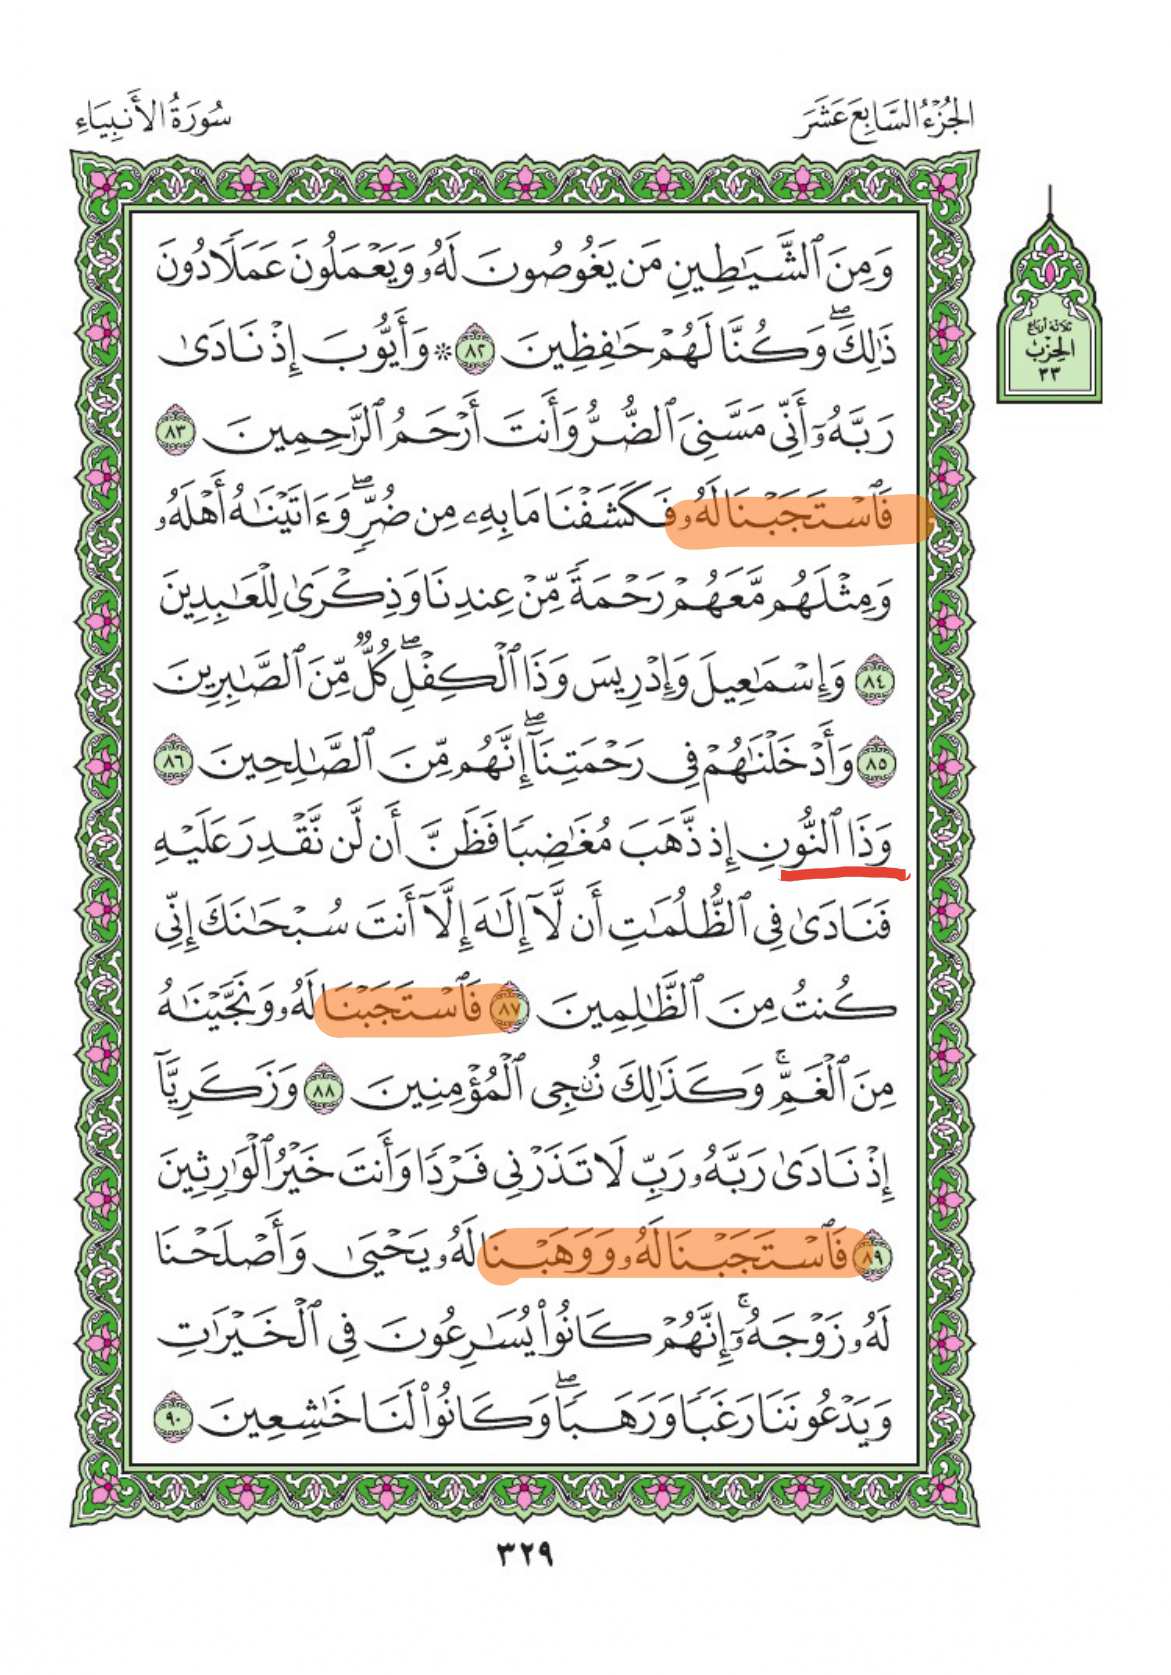 الجُزْءُ السَّابِعَ عَشَرَ
سُورَةُ الأَنبِيَاءِ
ثلاثة أرباع
الحِزْبُ
٣٣
وَمِنَ ٱلشَّيَٰطِينِ مَن يَغُوصُونَ لَهُۥ وَيَعْمَلُونَ عَمَلًا دُونَ
ذَٰلِكَۖ وَكُنَّا لَهُمْ حَٰفِظِينَ ٨٢ ۞ وَأَيُّوبَ إِذْ نَادَىٰ
رَبَّهُۥٓ أَنِّى مَسَّنِىَ ٱلضُّرُّ وَأَنتَ أَرْحَمُ ٱلرَّٰحِمِينَ ٨٣
فَٱسْتَجَبْنَا لَهُۥ فَكَشَفْنَا مَا بِهِۦ مِن ضُرٍّۖ وَءَاتَيْنَٰهُ أَهْلَهُۥ
وَمِثْلَهُم مَّعَهُمْ رَحْمَةً مِّنْ عِندِنَا وَذِكْرَىٰ لِلْعَٰبِدِينَ
٨٤ وَإِسْمَٰعِيلَ وَإِدْرِيسَ وَذَا ٱلْكِفْلِۖ كُلٌّ مِّنَ ٱلصَّٰبِرِينَ
٨٥ وَأَدْخَلْنَٰهُمْ فِى رَحْمَتِنَآۖ إِنَّهُم مِّنَ ٱلصَّٰلِحِينَ ٨٦
وَذَا ٱلنُّونِ إِذ ذَّهَبَ مُغَٰضِبًا فَظَنَّ أَن لَّن نَّقْدِرَ عَلَيْهِ
فَنَادَىٰ فِى ٱلظُّلُمَٰتِ أَن لَّآ إِلَٰهَ إِلَّآ أَنتَ سُبْحَٰنَكَ إِنِّى
كُنتُ مِنَ ٱلظَّٰلِمِينَ ٨٧ فَٱسْتَجَبْنَا لَهُۥ وَنَجَّيْنَٰهُ
مِنَ ٱلْغَمِّۚ وَكَذَٰلِكَ نُۨجِى ٱلْمُؤْمِنِينَ ٨٨ وَزَكَرِيَّآ
إِذْ نَادَىٰ رَبَّهُۥ رَبِّ لَا تَذَرْنِى فَرْدًا وَأَنتَ خَيْرُ ٱلْوَٰرِثِينَ
٨٩ فَٱسْتَجَبْنَا لَهُۥ وَوَهَبْنَا لَهُۥ يَحْيَىٰ وَأَصْلَحْنَا
لَهُۥ زَوْجَهُۥٓۚ إِنَّهُمْ كَانُوا۟ يُسَٰرِعُونَ فِى ٱلْخَيْرَٰتِ
وَيَدْعُونَنَا رَغَبًا وَرَهَبًاۖ وَكَانُوا۟ لَنَا خَٰشِعِينَ ٩٠
٣٢٩